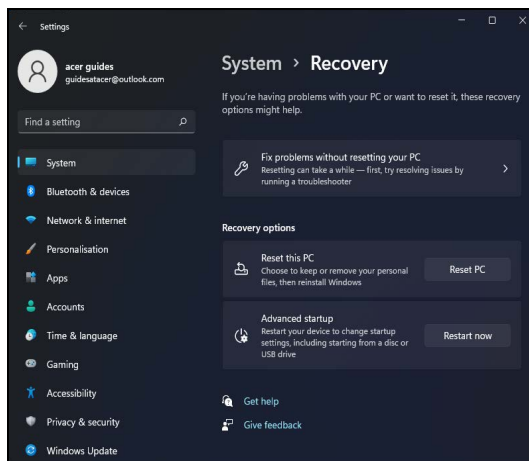 Settings
acer guides
guidesatacer@outlook.com
Find a setting
System
Bluetooth & devices
Network & internet
Personalisation
Apps
Accounts
Time & language
Gaming
Accessibility
Privacy & security
Windows Update
System > Recovery
If you're having problems with your PC or want to reset it, these recovery
options might help.
Fix problems without resetting your PC
Resetting can take a while — first, try resolving issues by
running a troubleshooter
Recovery options
Reset this PC
Choose to keep or remove your personal
files, then reinstall Windows
Reset PC
Advanced startup
Restart your device to change startup
settings, including starting from a disc or
USB drive
Restart now
Get help
Give feedback